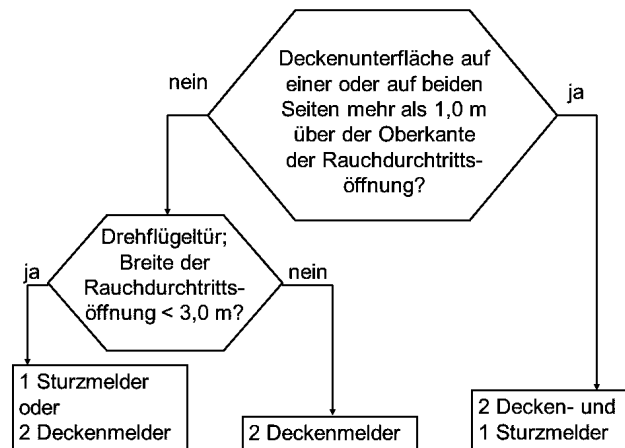 Deckenunterfläche auf
einer oder auf beiden
Seiten mehr als 1,0 m
über der Oberkante
der Rauchdurchtritts-
öffnung?
nein
ja
Drehflügeltür;
Breite der
Rauchdurchtritts-
öffnung < 3,0 m?
ja
nein
1 Sturzmelder
oder
2 Deckenmelder
2 Deckenmelder
2 Decken- und
1 Sturzmelder